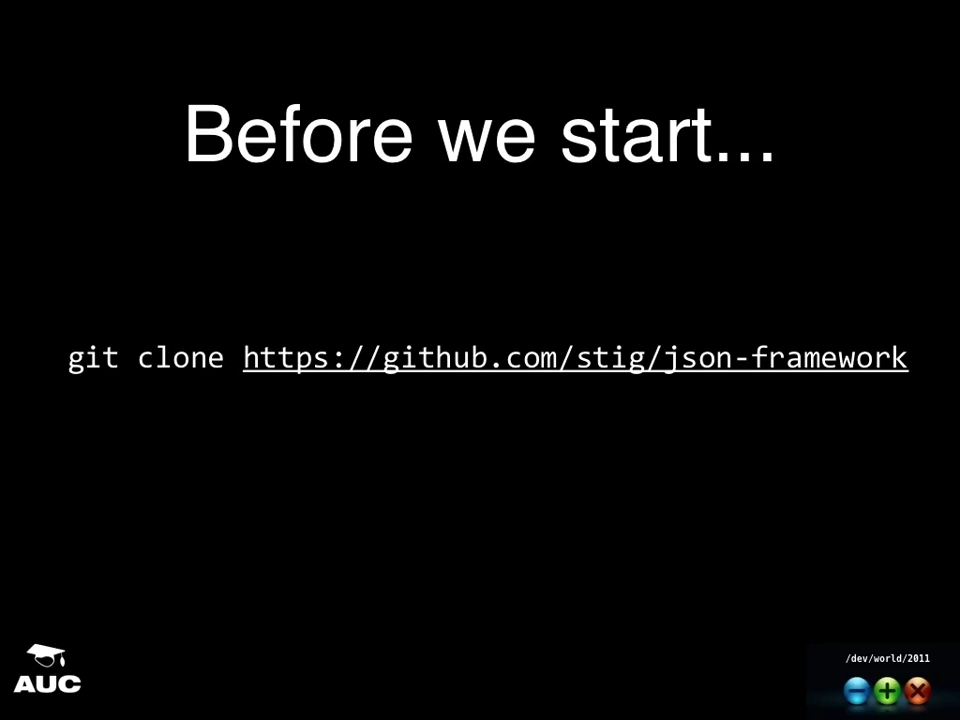 Before we start...
git clone https://github.com/stig/json-framework
AUC
/dev/world/2011